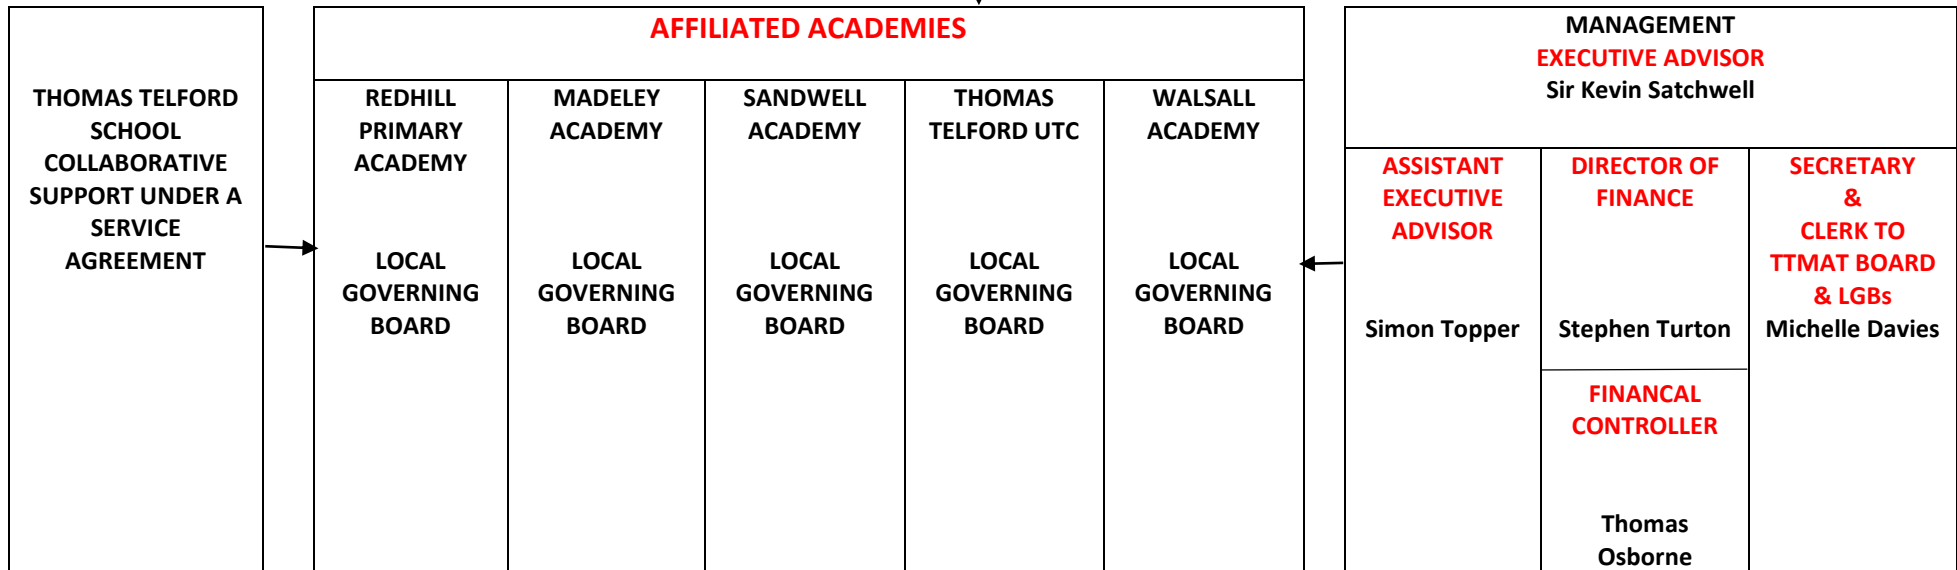 THOMAS TELFORD
SCHOOL
COLLABORATIVE
SUPPORT UNDER A
SERVICE
AGREEMENT
AFFILIATED ACADEMIES
REDHILL
PRIMARY
ACADEMY
LOCAL
GOVERNING
BOARD
MADELEY
ACADEMY
LOCAL
GOVERNING
BOARD
SANDWELL
ACADEMY
LOCAL
GOVERNING
BOARD
THOMAS
TELFORD UTC
LOCAL
GOVERNING
BOARD
WALSALL
ACADEMY
LOCAL
GOVERNING
BOARD
MANAGEMENT
EXECUTIVE ADVISOR
Sir Kevin Satchwell
ASSISTANT
EXECUTIVE
ADVISOR
Simon Topper
DIRECTOR OF
FINANCE
Stephen Turton
FINANCAL
CONTROLLER
Thomas
Osborne
SECRETARY
&
CLERK TO
TTMAT BOARD
& LGBs
Michelle Davies